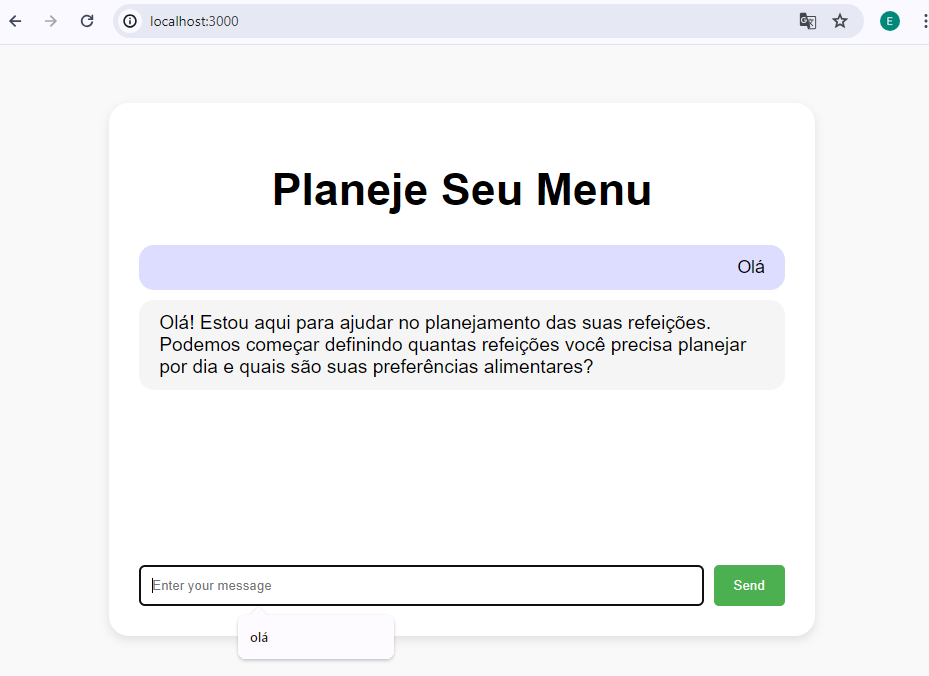 localhost:3000
E
Planeje Seu Menu
Olá
Olá! Estou aqui para ajudar no planejamento das suas refeições.
Podemos começar definindo quantas refeições você precisa planejar
por dia e quais são suas preferências alimentares?
Enter your message
Send
olá